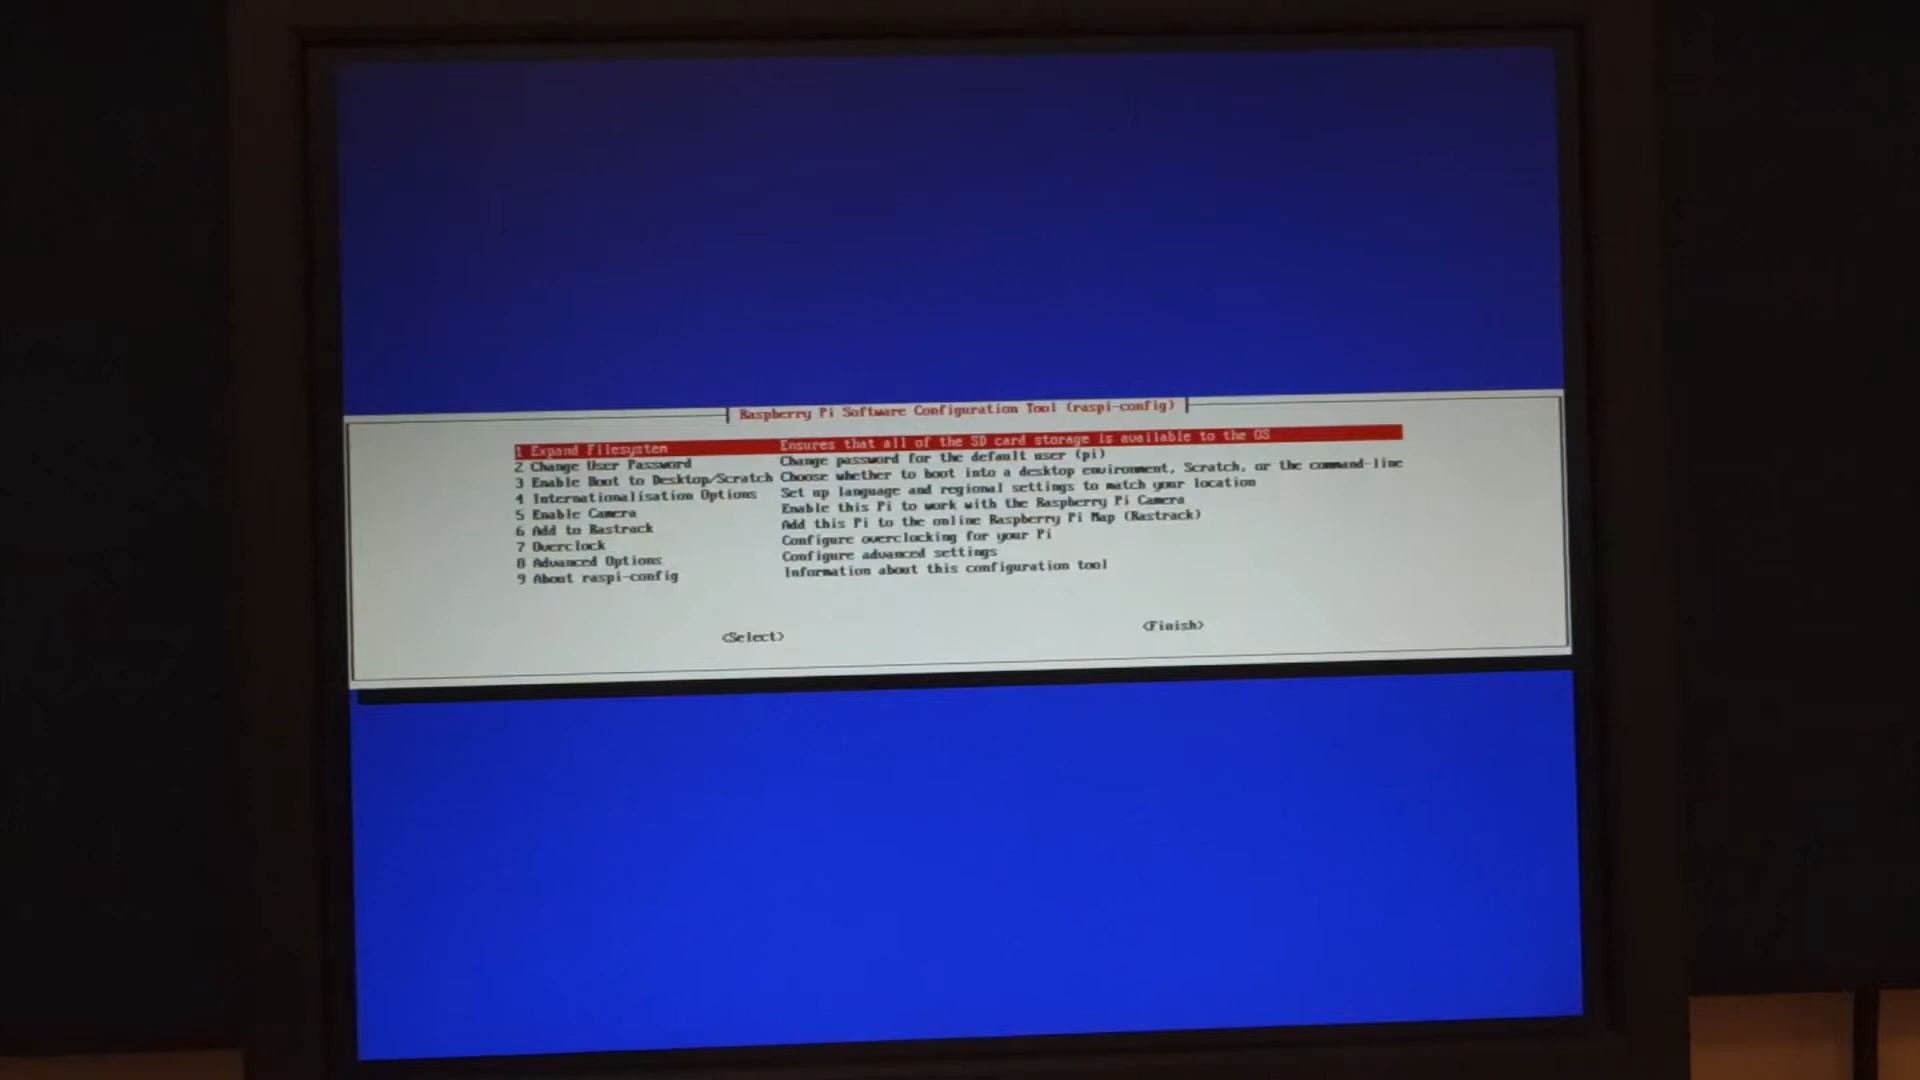 Raspberry Pi Software Configuration Tool (raspi-config)
1 Expand Filesystem Ensures that all of the SD card storage is available to the OS
2 Change User Password Change password for the default user (pi)
3 Enable Boot to Desktop/Scratch Choose whether to boot into a desktop environment, Scratch, or the command-line
4 Internationalisation Options Set up language and regional settings to match your location
5 Enable Camera Enable this Pi to work with the Raspberry Pi Camera
6 Add to Rastrack Add this Pi to the online Raspberry Pi Map (Rastrack)
7 Overclock Configure overclocking for your Pi
8 Advanced Options Configure advanced settings
9 About raspi-config Information about this configuration tool
<Select> <Finish>